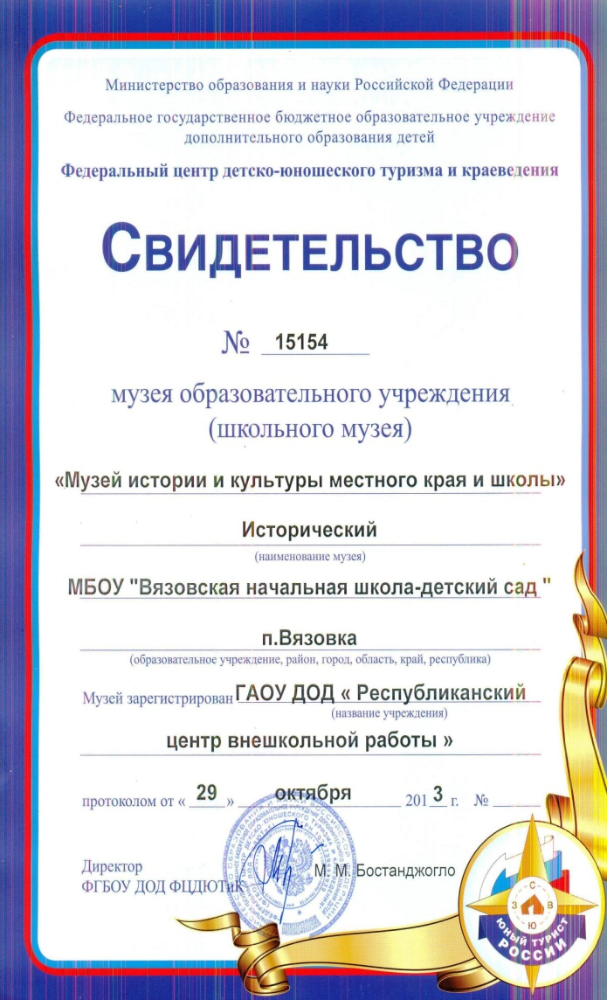 Министерство образования и науки Российской Федерации
Федеральное государственное бюджетное образовательное учреждение
дополнительного образования детей
Федеральный центр детско-юношеского туризма и краеведения
Свидетельство
№ 15154
музея образовательного учреждения
(школьного музея)
«Музей истории и культуры местного края и школы»
Исторический
(наименование музея)
МБОУ "Вязовская начальная школа-детский сад "
п.Вязовка
(образовательное учреждение, район, город, область, край, республика)
Музей зарегистрирован ГАОУ ДОД « Республиканский
(название учреждения)
центр внешкольной работы »
протоколом от « 29 » октября 2013 г. №
Директор
ФГБОУ ДОД ФЦДЮТиК
М. М. Бостанджогло
С
З В
Ю
ЮНЫЙ ТУРИСТ
РОССИИ